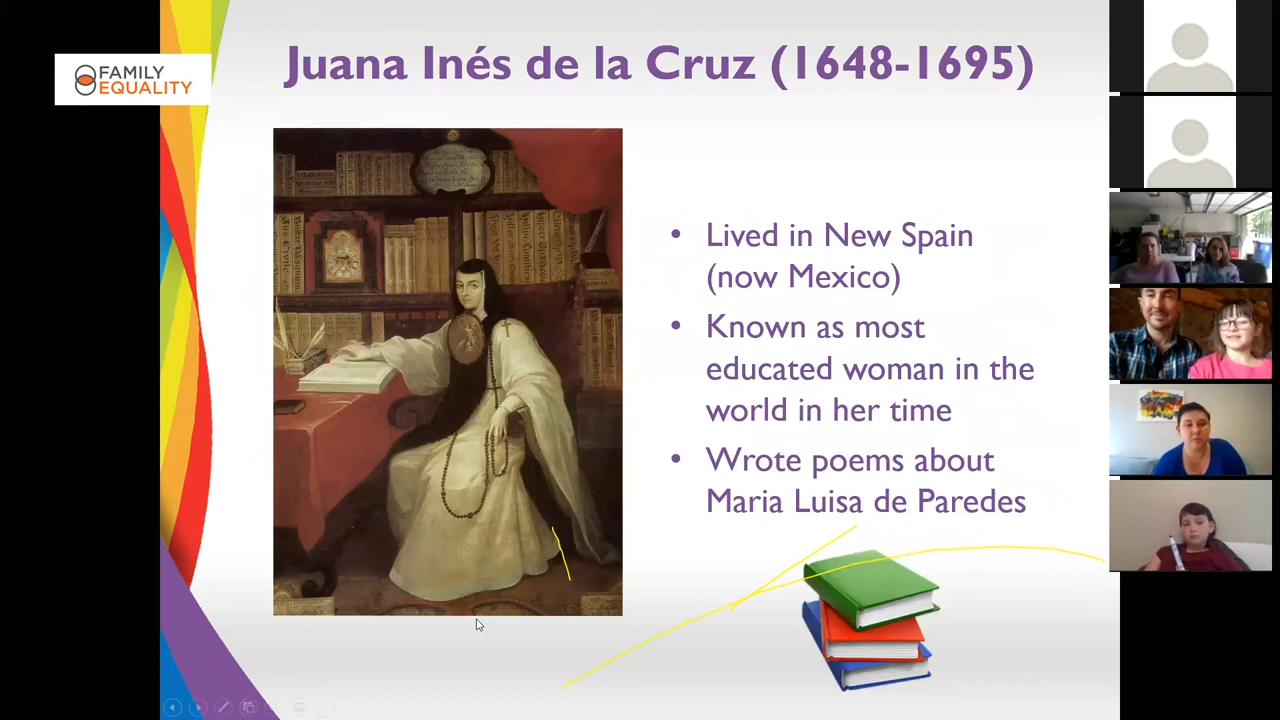 Juana Inés de la Cruz (1648-1695)
FAMILY
EQUALITY
• Lived in New Spain
(now Mexico)
• Known as most
educated woman in the
world in her time
• Wrote poems about
Maria Luisa de Paredes